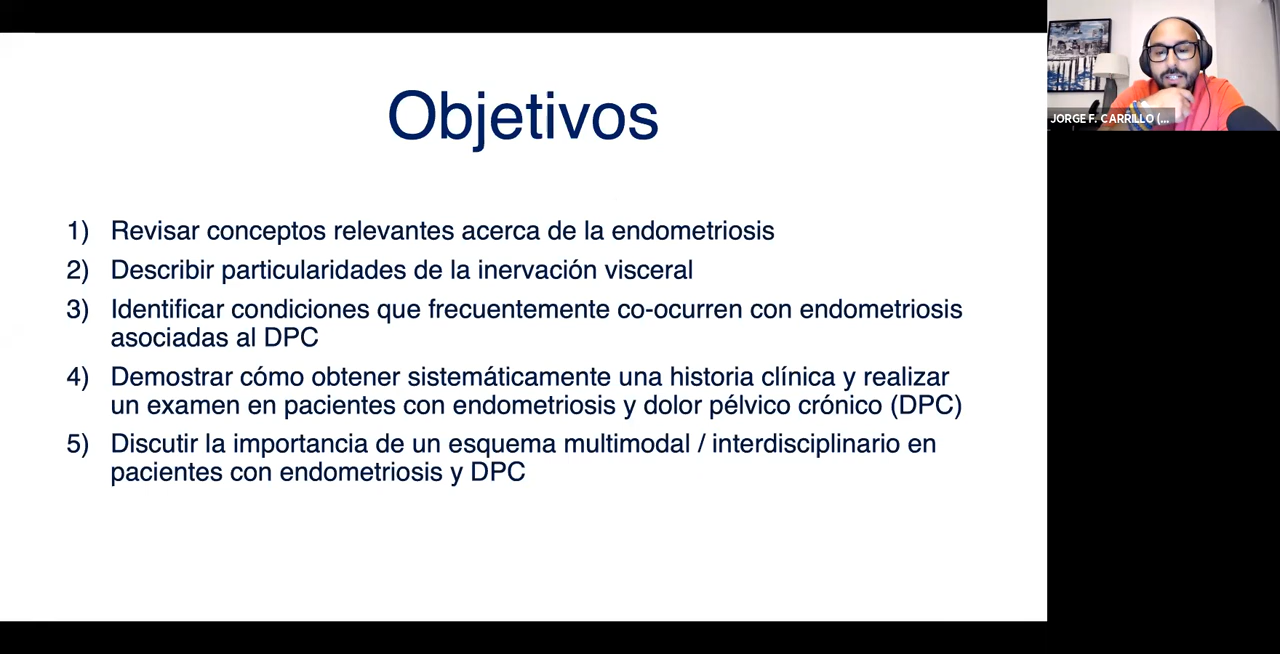 Objetivos
1) Revisar conceptos relevantes acerca de la endometriosis
2) Describir particularidades de la inervación visceral
3) Identificar condiciones que frecuentemente co-ocurren con endometriosis
asociadas al DPC
4) Demostrar cómo obtener sistemáticamente una historia clínica y realizar
un examen en pacientes con endometriosis y dolor pélvico crónico (DPC)
5) Discutir la importancia de un esquema multimodal / interdisciplinario en
pacientes con endometriosis y DPC
JORGE F. CARRILLO (...